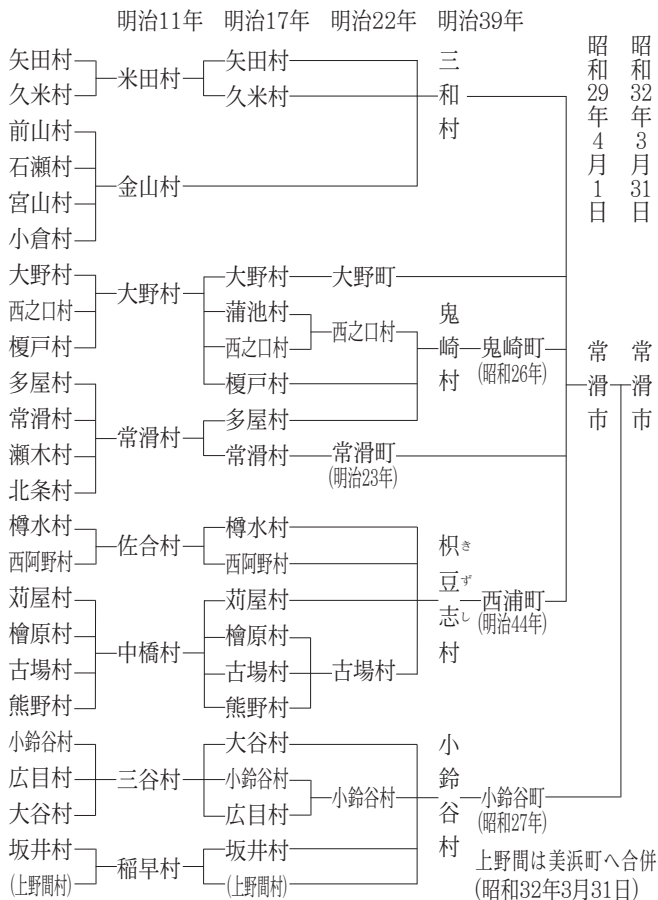 明治11年 明治17年 明治22年 明治39年
昭和29年4月1日
昭和32年3月31日
矢田村
久米村
前山村
石瀬村
宮山村
小倉村
大野村
西之口村
榎戸村
多屋村
常滑村
瀬木村
北条村
樽水村
西阿野村
苅屋村
檜原村
古場村
熊野村
小鈴谷村
広目村
大谷村
坂井村
(上野間村)
米田村
金山村
大野村
常滑村
佐合村
中橋村
三谷村
稲早村
矢田村
久米村
大野村
蒲池村
西之口村
榎戸村
多屋村
常滑村
樽水村
西阿野村
苅屋村
檜原村
古場村
熊野村
大谷村
小鈴谷村
広目村
坂井村
(上野間村)
大野町
西之口村
常滑町
(明治23年)
古場村
小鈴谷村
三和村
鬼崎村
枳豆志村
きずし
小鈴谷村
鬼崎町
(昭和26年)
西浦町
(明治44年)
小鈴谷町
(昭和27年)
常滑市
常滑市
上野間は美浜町へ合併
(昭和32年3月31日)